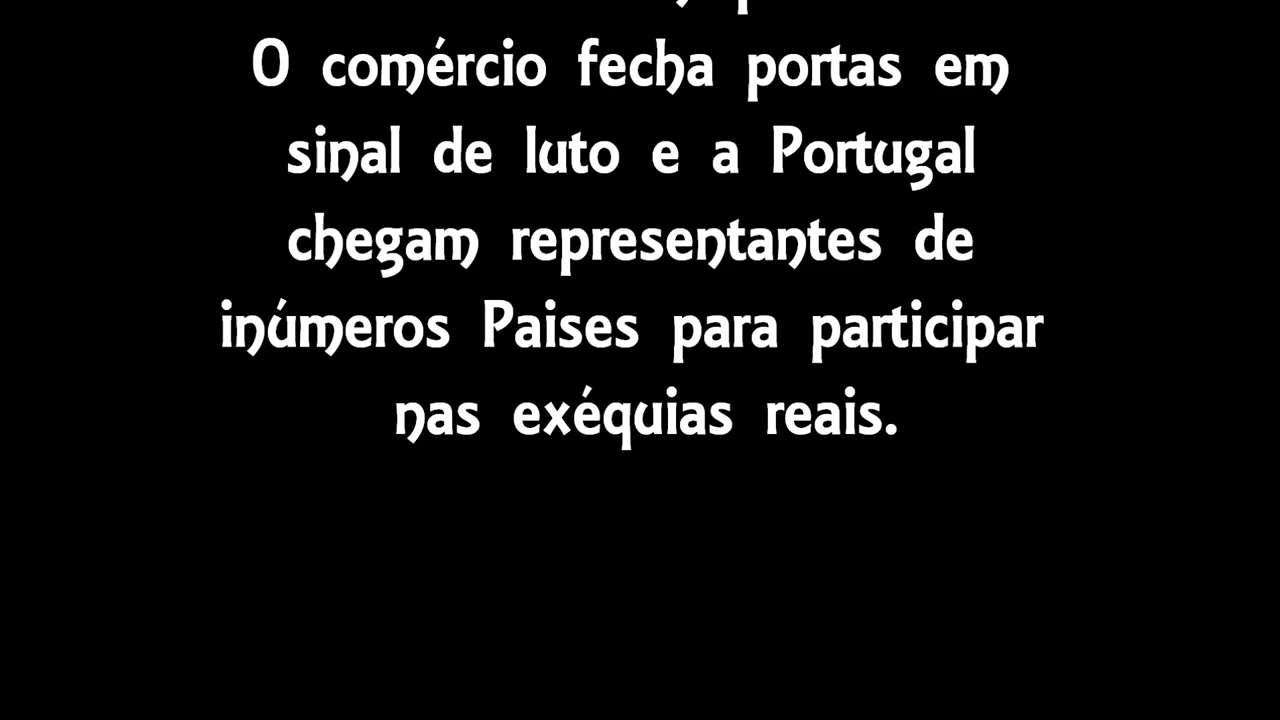 O comércio fecha portas em
sinal de luto e a Portugal
chegam representantes de
inúmeros Paises para participar
nas exéquias reais.